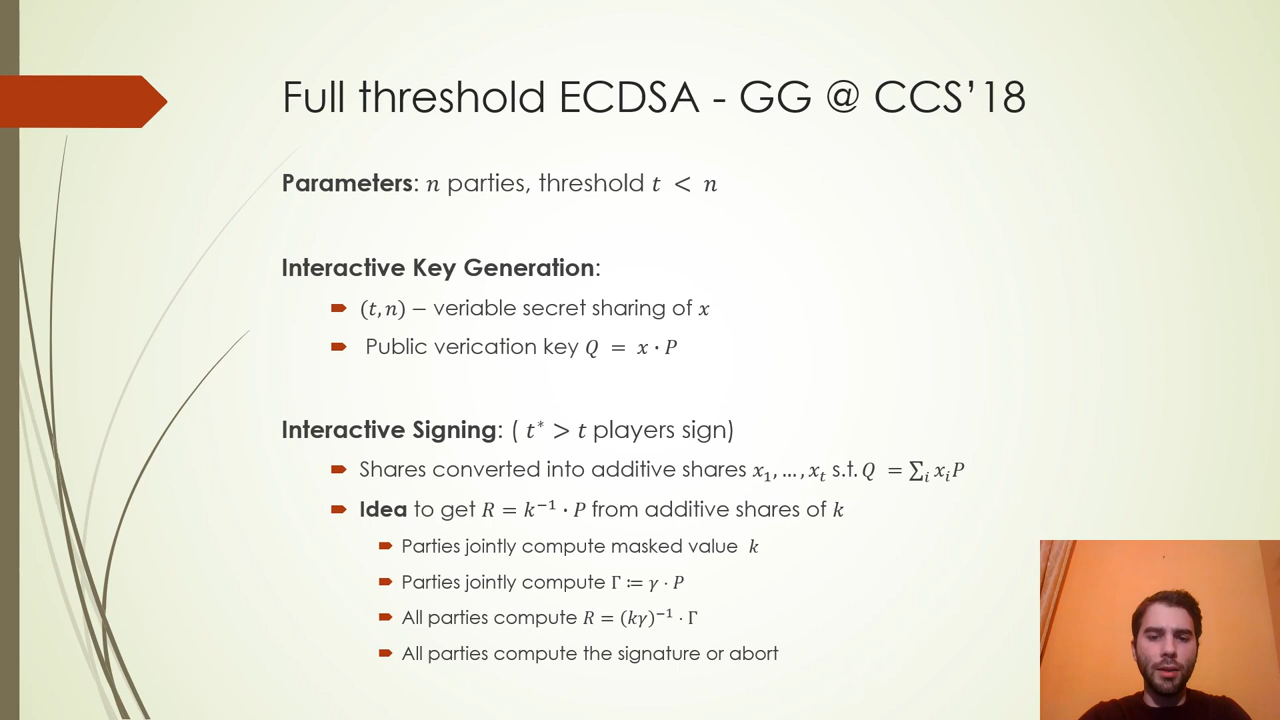 Full threshold ECDSA - GG @ CCS’18
Parameters: n parties, threshold t < n
Interactive Key Generation:
(t, n) − veriable secret sharing of x
Public verication key Q = x · P
Interactive Signing: ( t* > t players sign)
Shares converted into additive shares x₁, … , xₜ s.t. Q = ∑ᵢ xᵢP
Idea to get R = k⁻¹ · P from additive shares of k
Parties jointly compute masked value k
Parties jointly compute Γ ≔ γ · P
All parties compute R = (kγ)⁻¹ · Γ
All parties compute the signature or abort